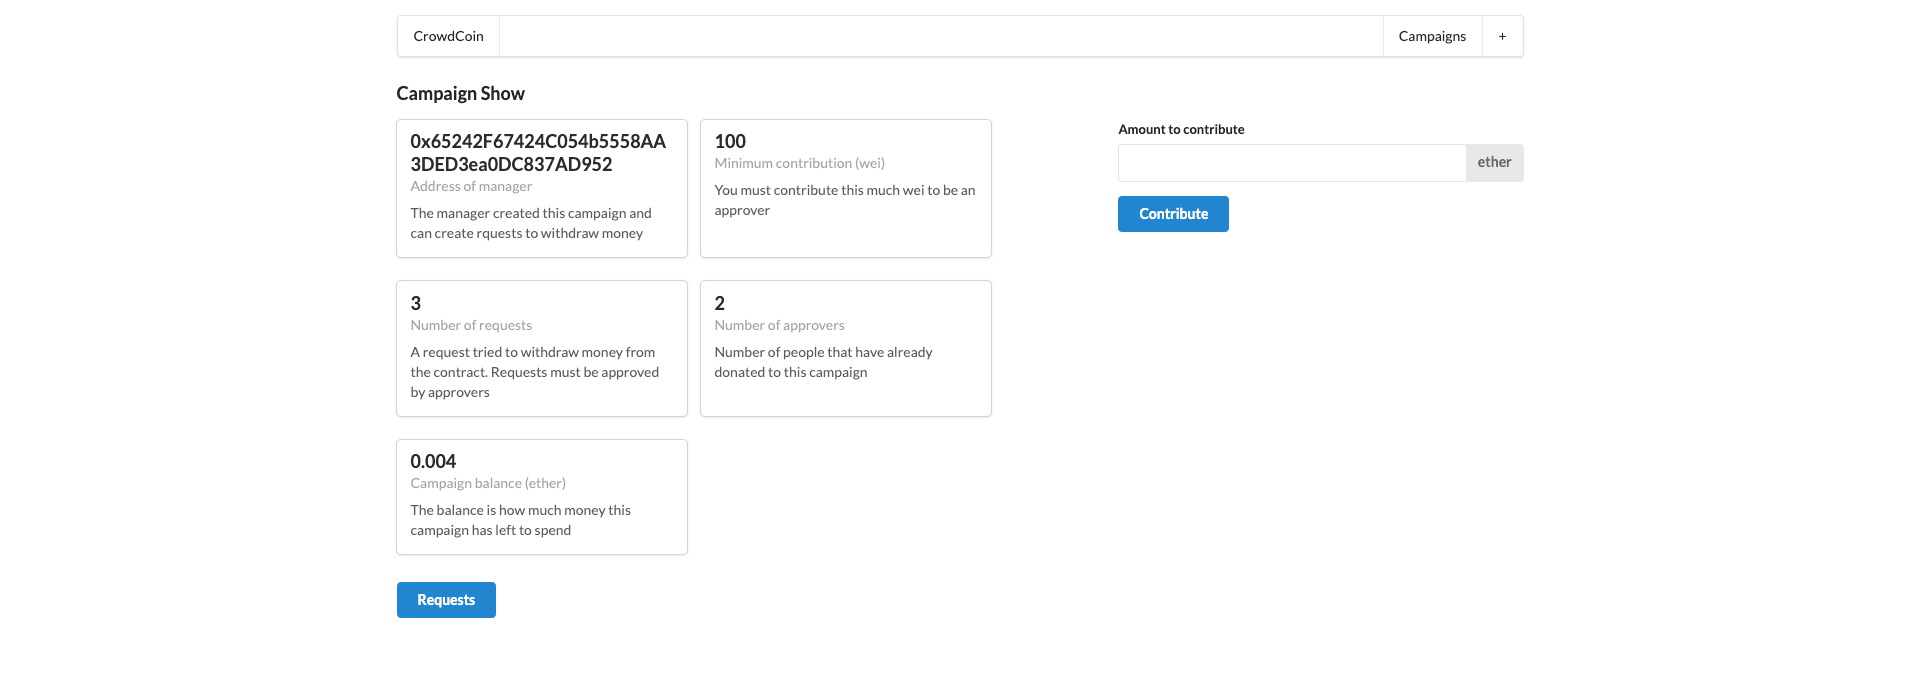 CrowdCoin
Campaigns
+
Campaign Show
0x65242F67424C054b5558AA
3DED3ea0DC837AD952
Address of manager
The manager created this campaign and
can create rquests to withdraw money
100
Minimum contribution (wei)
You must contribute this much wei to be an
approver
3
Number of requests
A request tried to withdraw money from
the contract. Requests must be approved
by approvers
2
Number of approvers
Number of people that have already
donated to this campaign
0.004
Campaign balance (ether)
The balance is how much money this
campaign has left to spend
Requests
Amount to contribute
ether
Contribute